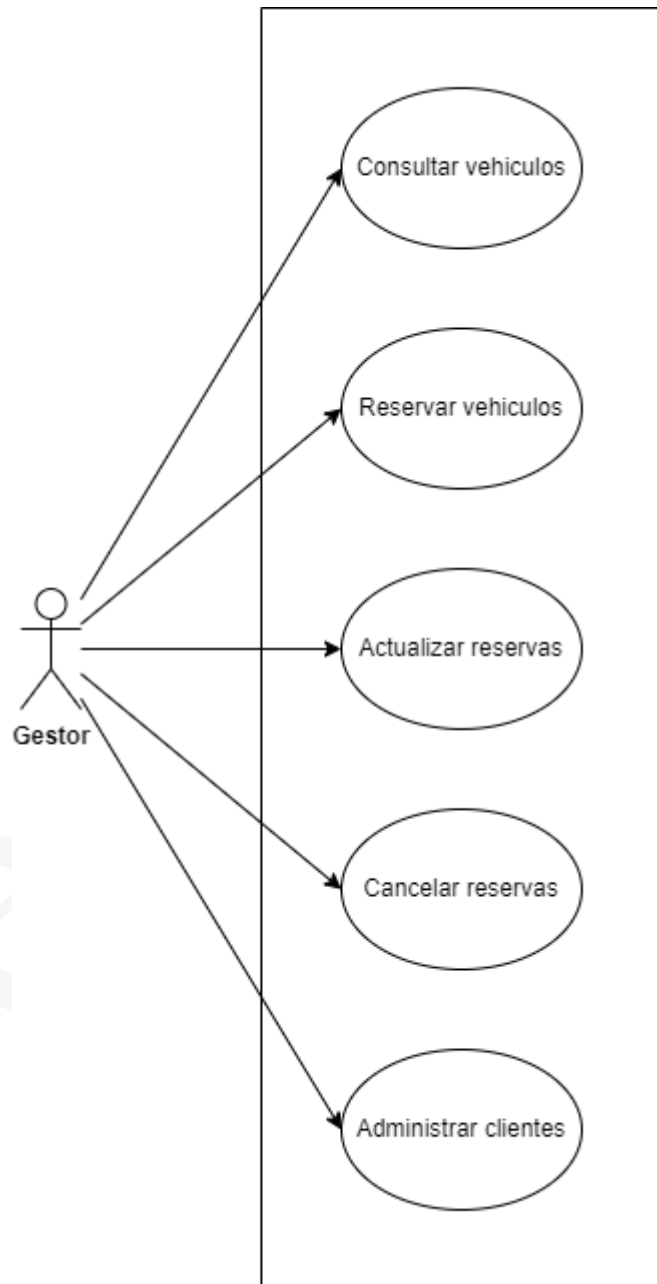 Consultar vehiculos
Reservar vehiculos
Actualizar reservas
Gestor
Cancelar reservas
Administrar clientes